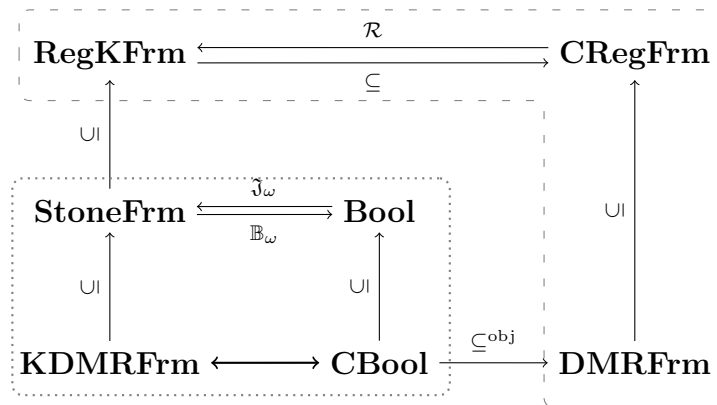 𝓡
RegKFrm CRegFrm
⊆
∪|
𝔍ω
StoneFrm Bool ∪|
𝔹ω
∪| ∪|
⊆obj
KDMRFrm CBool DMRFrm